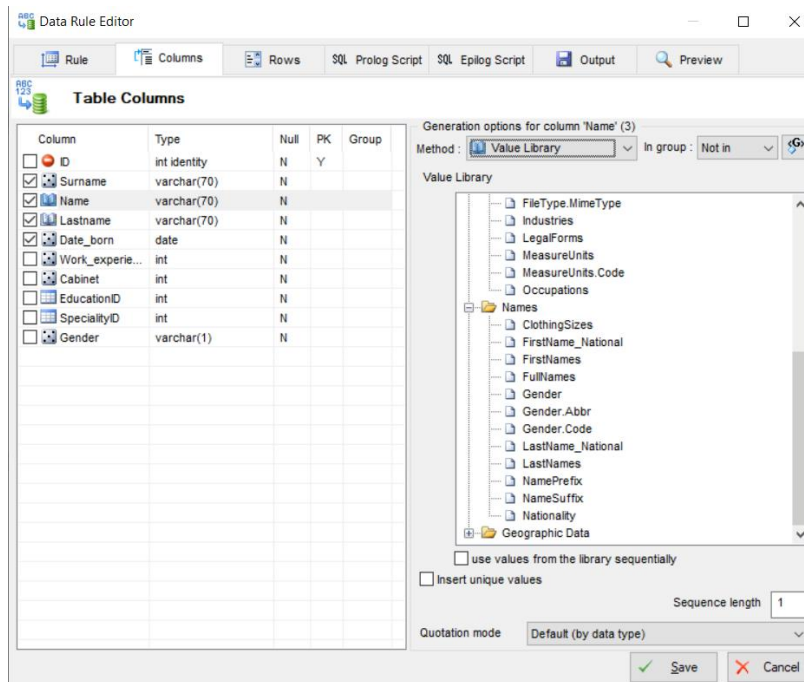 Data Rule Editor
Rule Columns Rows SQL Prolog Script SQL Epilog Script Output Preview
ABC
123
Table Columns
Column Type Null PK Group
ID int identity N Y
Surname varchar(70) N
Name varchar(70) N
Lastname varchar(70) N
Date_born date N
Work_experie... int N
Cabinet int N
EducationID int N
SpecialityID int N
Gender varchar(1) N
Generation options for column 'Name' (3)
Method : Value Library In group : Not in <G>
Value Library
FileType.MimeType
Industries
LegalForms
MeasureUnits
MeasureUnits.Code
Occupations
Names
ClothingSizes
FirstName_National
FirstNames
FullNames
Gender
Gender.Abbr
Gender.Code
LastName_National
LastNames
NamePrefix
NameSuffix
Nationality
Geographic Data
use values from the library sequentially
Insert unique values
Sequence length 1
Quotation mode Default (by data type)
Save Cancel